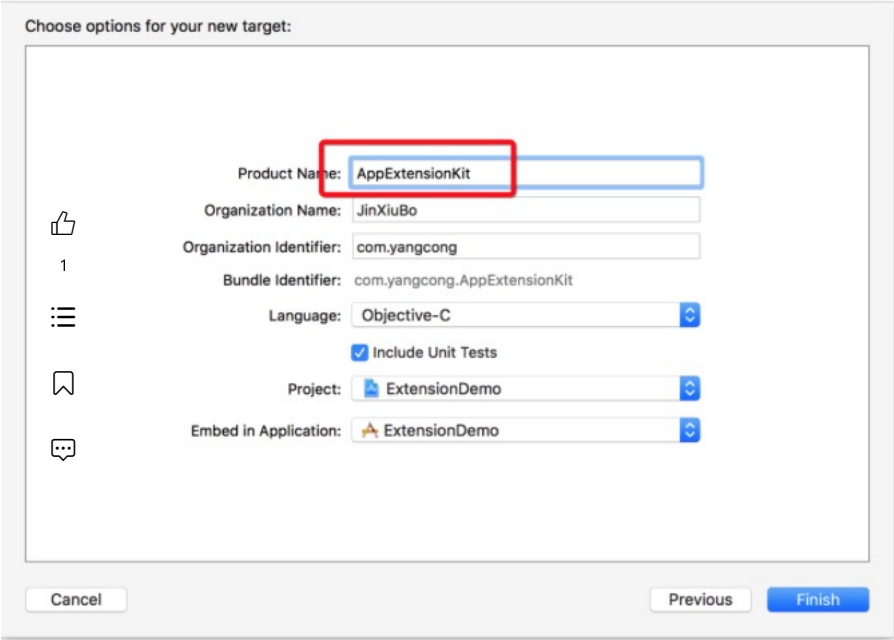 Choose options for your new target:
Product Name: AppExtensionKit
Organization Name: JinXiuBo
Organization Identifier: com.yangcong
Bundle Identifier: com.yangcong.AppExtensionKit
Language: Objective-C
Include Unit Tests
Project: ExtensionDemo
Embed in Application: ExtensionDemo
1
Cancel Previous Finish